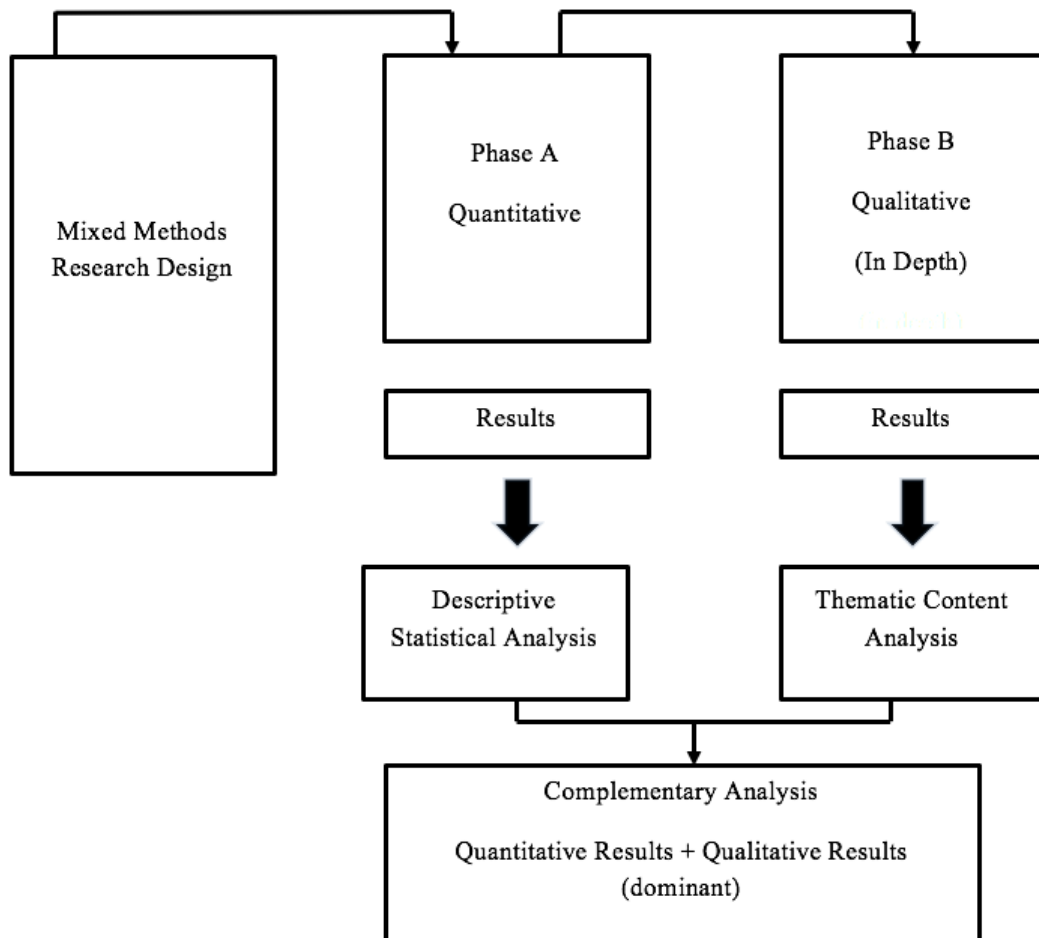 Mixed Methods
Research Design
Phase A
Quantitative
Phase B
Qualitative
(In Depth)
Results
Results
Descriptive
Statistical Analysis
Thematic Content
Analysis
Complementary Analysis
Quantitative Results + Qualitative Results
(dominant)